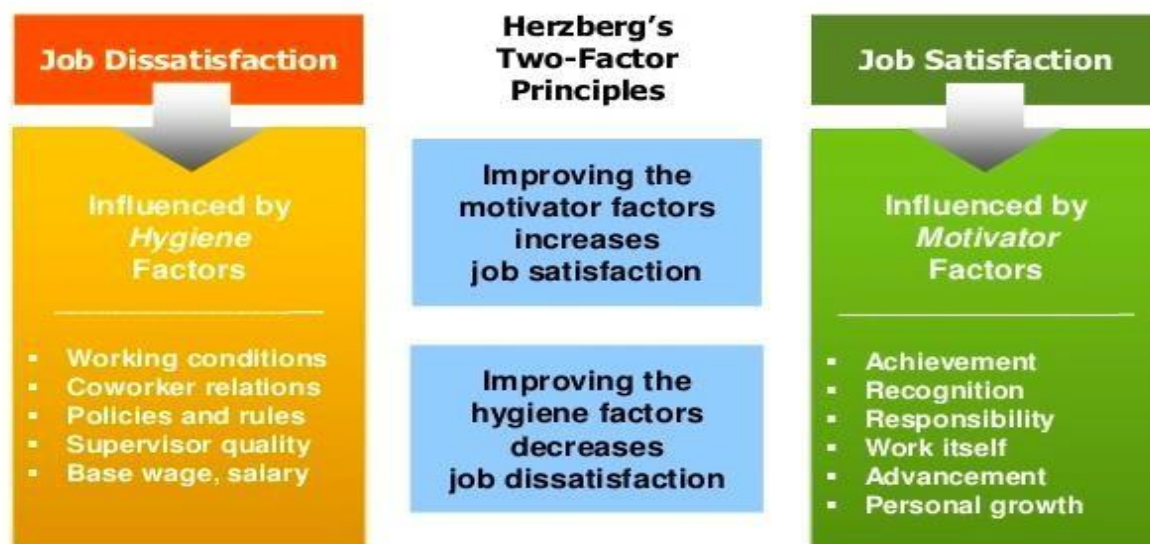 Job Dissatisfaction
Influenced by
Hygiene
Factors
▪ Working conditions
▪ Coworker relations
▪ Policies and rules
▪ Supervisor quality
▪ Base wage, salary
Herzberg's
Two-Factor
Principles
Improving the
motivator factors
increases
job satisfaction
Improving the
hygiene factors
decreases
job dissatisfaction
Job Satisfaction
Influenced by
Motivator
Factors
▪ Achievement
▪ Recognition
▪ Responsibility
▪ Work itself
▪ Advancement
▪ Personal growth